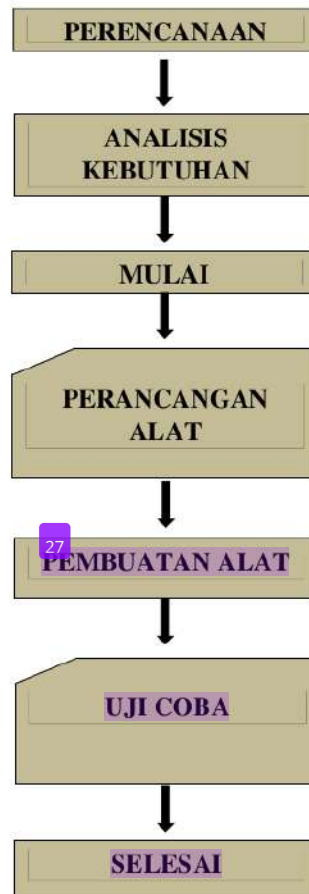 PERENCANAAN
ANALISIS
KEBUTUHAN
MULAI
PERANCANGAN
ALAT
27
PEMBUATAN ALAT
UJI COBA
SELESAI